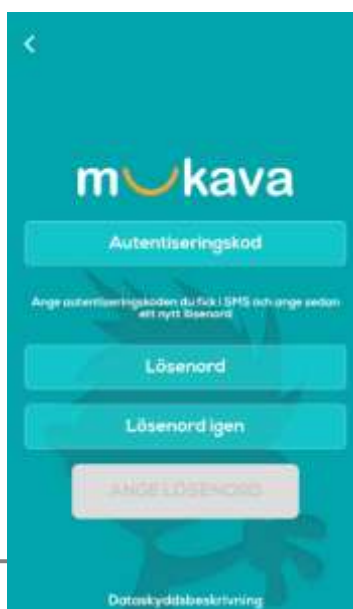 mukava
Autentiseringskod
Ange autentiseringskoden du fick i SMS och ange sedan
ett nytt lösenord
Lösenord
Lösenord igen
ANGE LÖSENORD
Dataskyddsbeskrivning